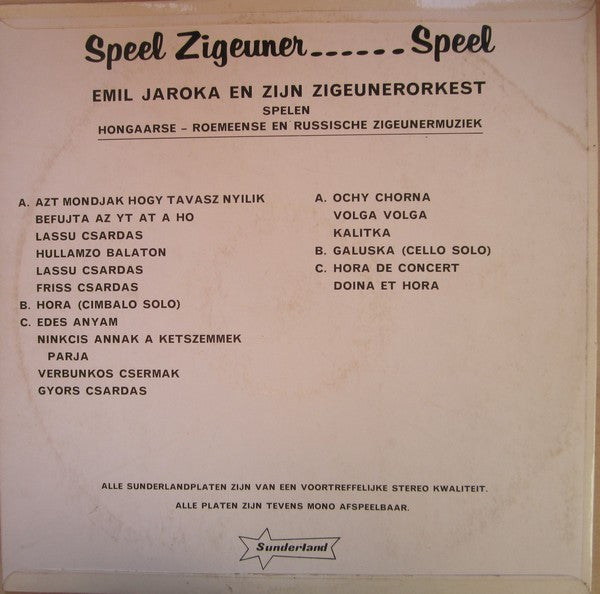 Speel Zigeuner...... Speel
EMIL JAROKA EN ZIJN ZIGEUNERORKEST
SPELEN
HONGAARSE - ROEMEENSE EN RUSSISCHE ZIGEUNERMUZIEK
A. AZT MONDJAK HOGY TAVASZ NYILIK
BEFUJTA AZ YT AT A HO
LASSU CSARDAS
HULLAMZO BALATON
LASSU CSARDAS
FRISS CSARDAS
B. HORA (CIMBALO SOLO)
C. EDES ANYAM
NINKCIS ANNAK A KETSZEMMEK
PARJA
VERBUNKOS CSERMAK
GYORS CSARDAS
A. OCHY CHORNA
VOLGA VOLGA
KALITKA
B. GALUSKA (CELLO SOLO)
C. HORA DE CONCERT
DOINA ET HORA
ALLE SUNDERLANDPLATEN ZIJN VAN EEN VOORTREFFELIJKE STEREO KWALITEIT.
ALLE PLATEN ZIJN TEVENS MONO AFSPEELBAAR.
Sunderland